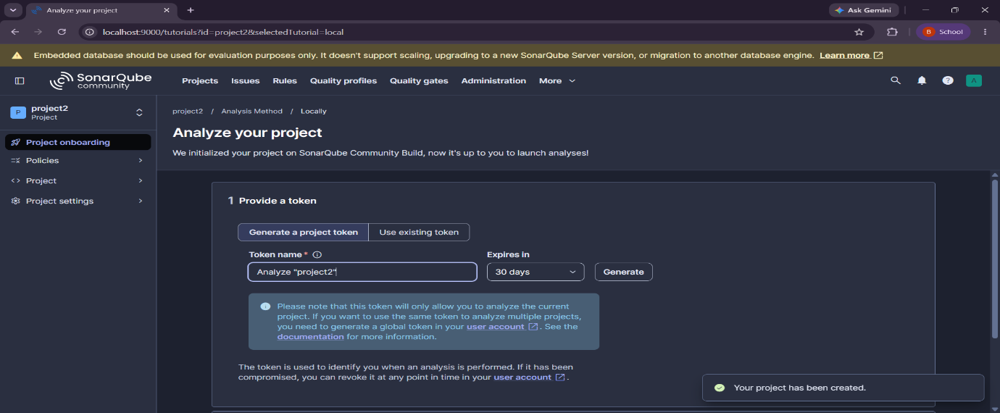 Analyze your project
Ask Gemini
localhost:9000/tutorials?id=project2&selectedTutorial=local
B School
Embedded database should be used for evaluation purposes only. It doesn't support scaling, upgrading to a new SonarQube Server version, or migration to another database engine. Learn more
SonarQube
community
Projects Issues Rules Quality profiles Quality gates Administration More
? A
P project2
Project
project2 / Analysis Method / Locally
Analyze your project
We initialized your project on SonarQube Community Build, now it's up to you to launch analyses!
Project onboarding
Policies
Project
Project settings
1 Provide a token
Generate a project token Use existing token
Token name * Expires in
Analyze "project2" 30 days Generate
Please note that this token will only allow you to analyze the current
project. If you want to use the same token to analyze multiple projects,
you need to generate a global token in your user account . See the
documentation for more information.
The token is used to identify you when an analysis is performed. If it has been
compromised, you can revoke it at any point in time in your user account .
Your project has been created.